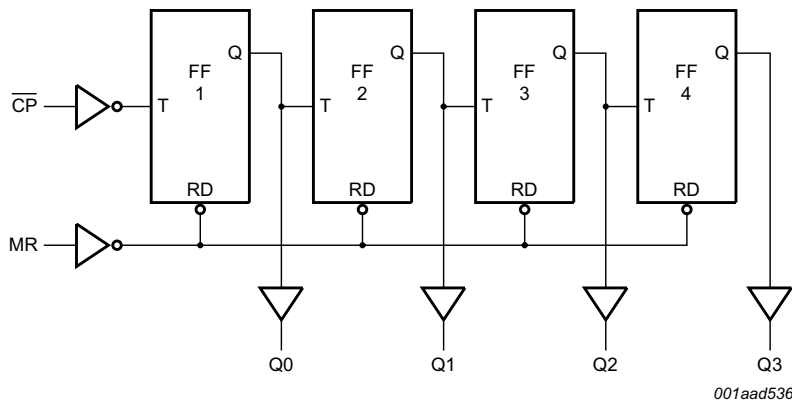 Q Q Q Q
FF FF FF FF
1 2 3 4
CP T T T T
RD RD RD RD
MR
Q0 Q1 Q2 Q3
001aad536